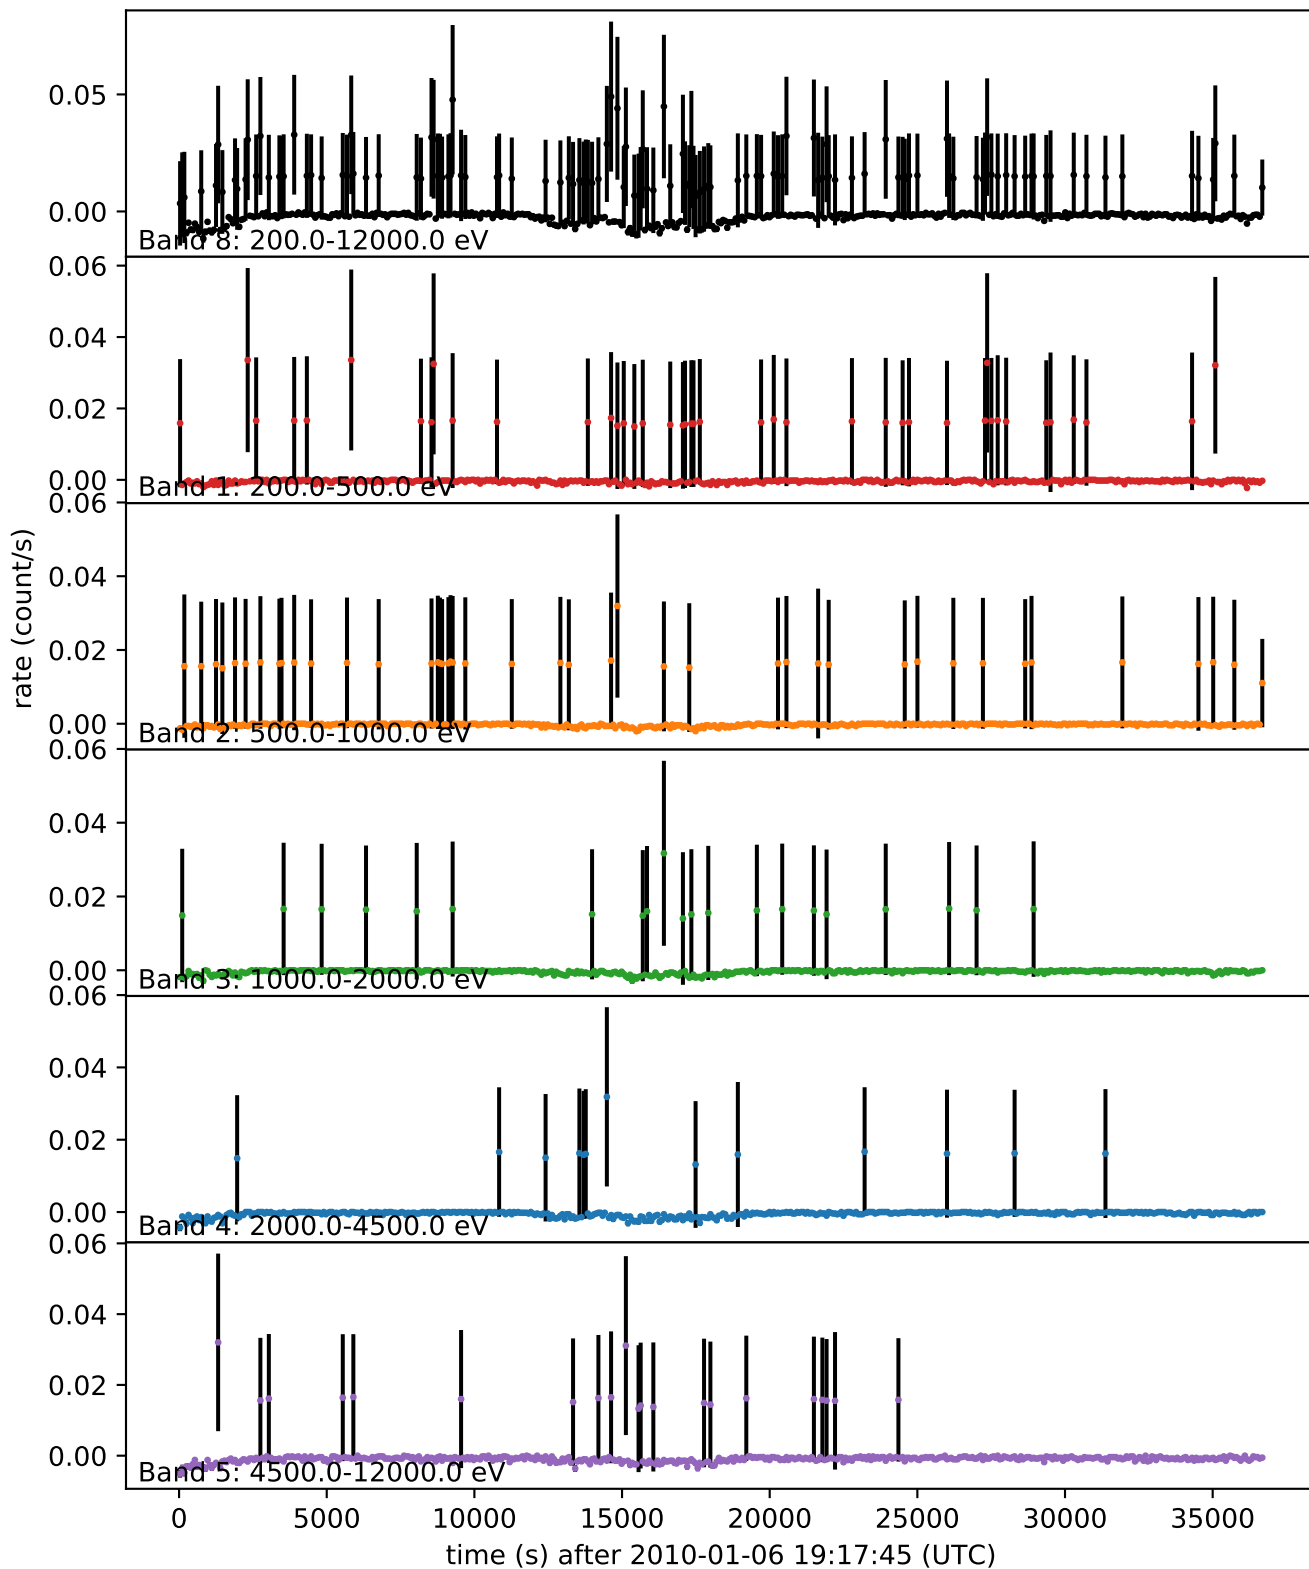 0.05
0.00
Band 8: 200.0-12000.0 eV
0.06
0.04
0.02
0.00
Band 1: 200.0-500.0 eV
0.06
0.04
0.02
0.00
Band 2: 500.0-1000.0 eV
rate (count/s)
0.06
0.04
0.02
0.00
Band 3: 1000.0-2000.0 eV
0.06
0.04
0.02
0.00
Band 4: 2000.0-4500.0 eV
0.06
0.04
0.02
0.00
Band 5: 4500.0-12000.0 eV
0 5000 10000 15000 20000 25000 30000 35000
time (s) after 2010-01-06 19:17:45 (UTC)